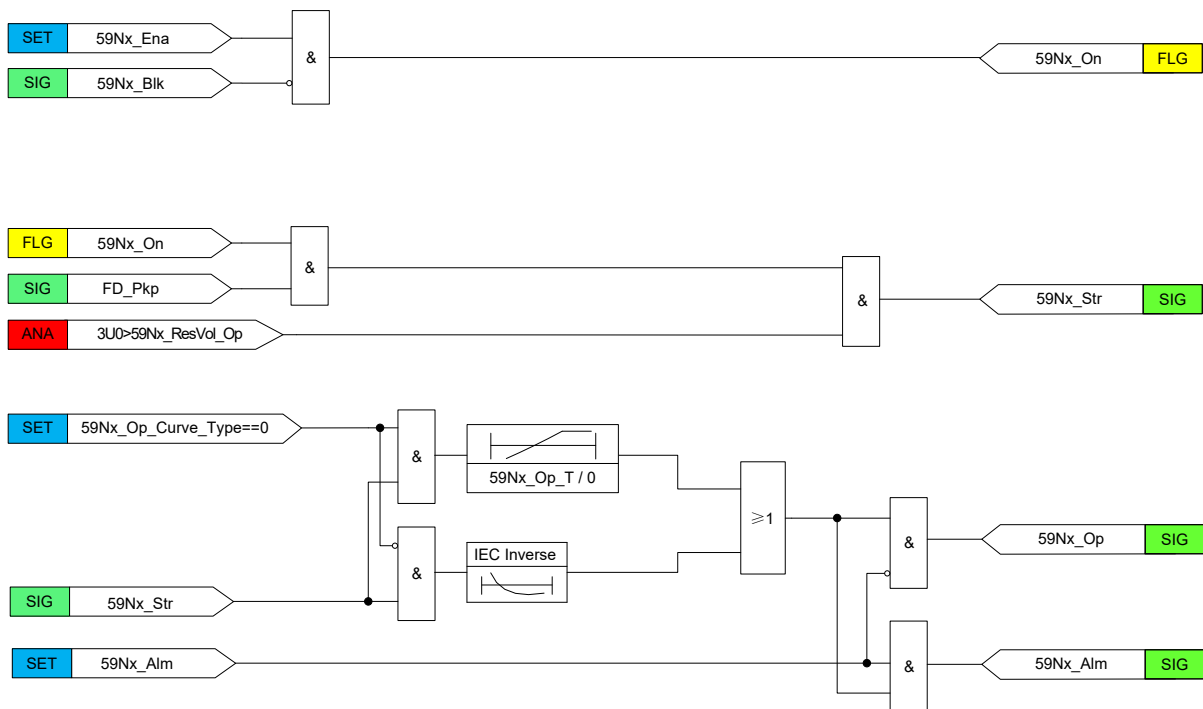 SET 59Nx_Ena
&
59Nx_On FLG
SIG 59Nx_Blk
FLG 59Nx_On
&
SIG FD_Pkp
&
59Nx_Str SIG
ANA 3U0>59Nx_ResVol_Op
SET 59Nx_Op_Curve_Type==0
&
59Nx_Op_T / 0
≥1
&
59Nx_Op SIG
IEC Inverse
&
SIG 59Nx_Str
SET 59Nx_Alm
&
59Nx_Alm SIG